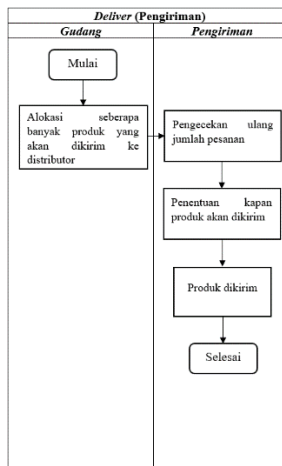 Deliver (Pengiriman)
Gudang
Pengiriman
Mulai
Alokasi seberapa
banyak produk yang
akan dikirim ke
distributor
Pengecekan ulang
jumlah pesanan
Penentuan kapan
produk akan dikirim
Produk dikirim
Selesai